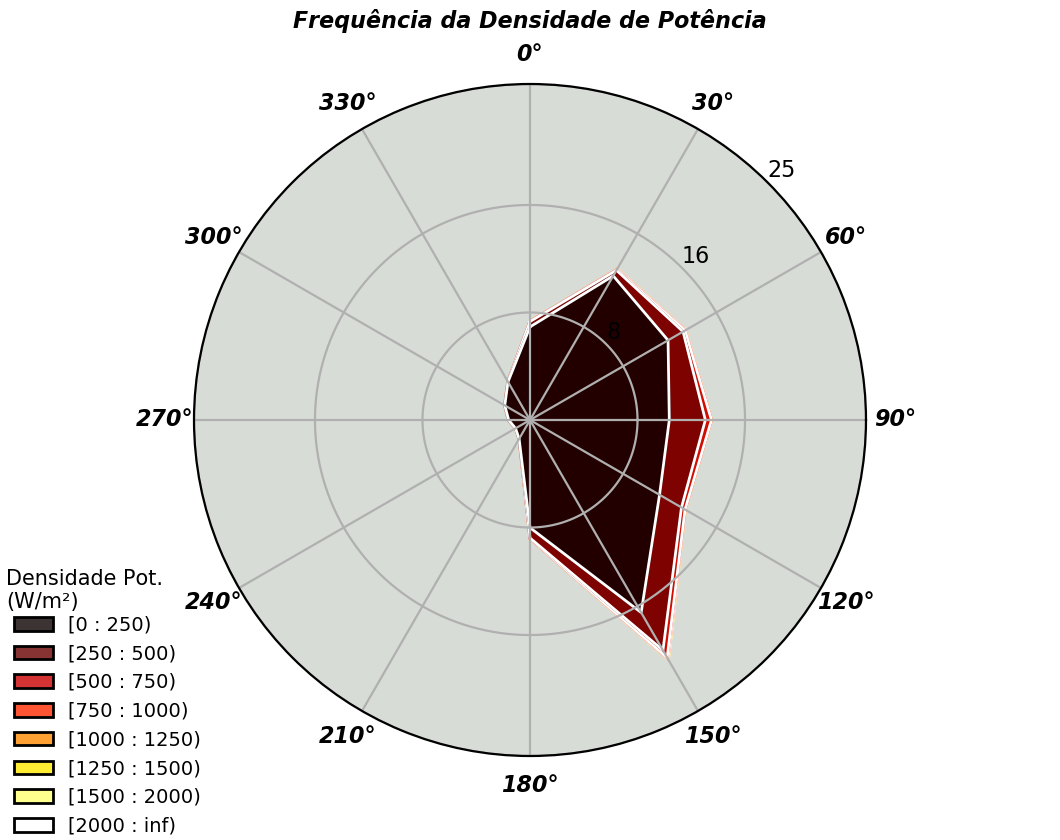 Frequência da Densidade de Potência
0°
330°
30°
25
300°
60°
16
8
270°
90°
240°
120°
210°
150°
180°
Densidade Pot.
(W/m²)
[0 : 250)
[250 : 500)
[500 : 750)
[750 : 1000)
[1000 : 1250)
[1250 : 1500)
[1500 : 2000)
[2000 : inf)